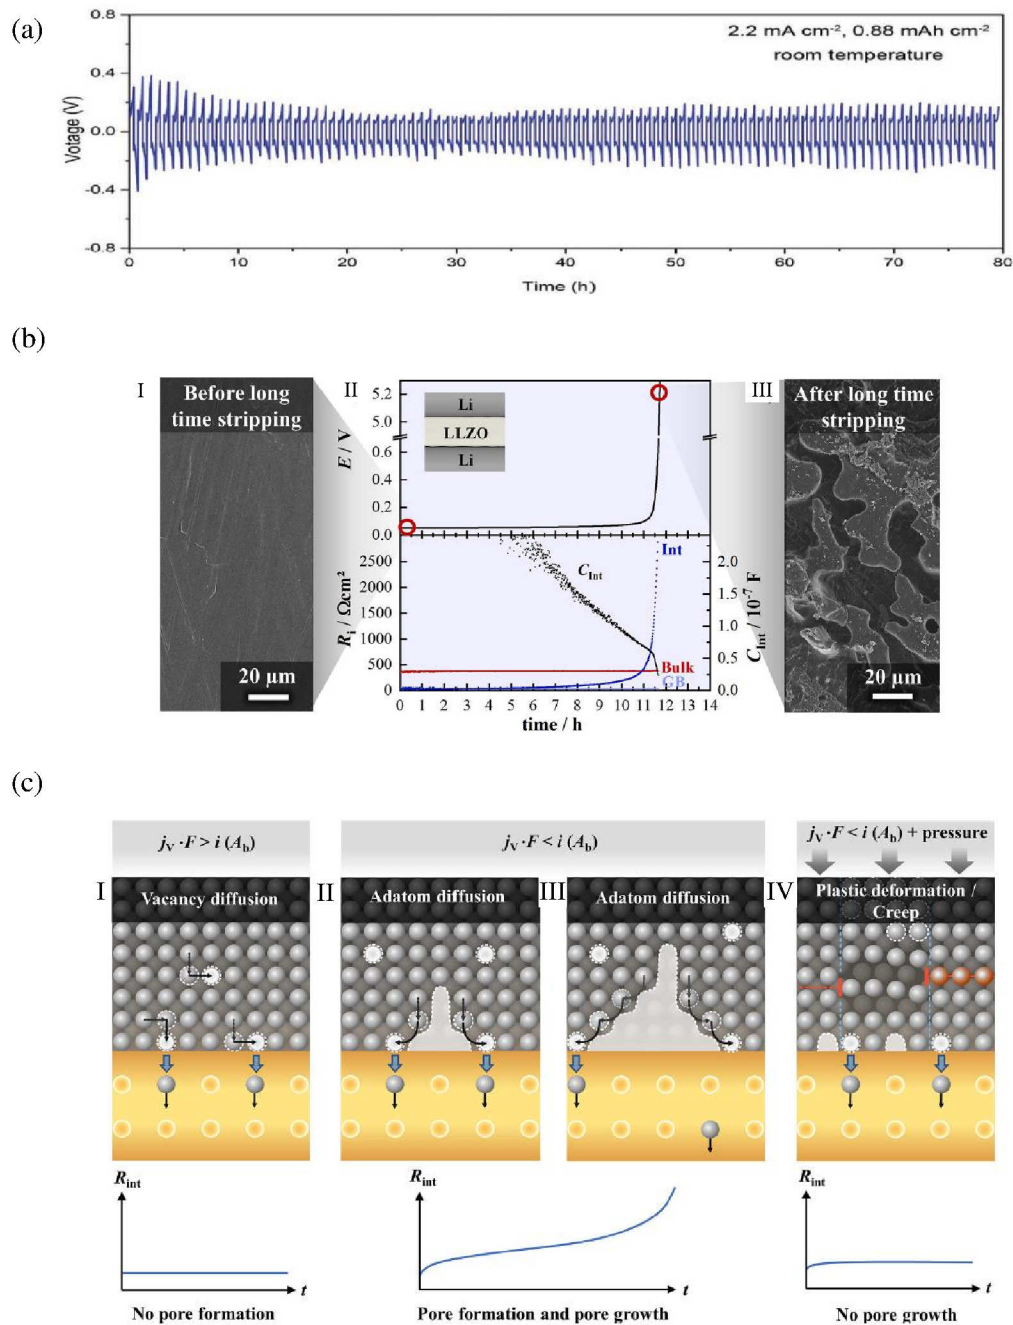 (a)
0.8
0.4
0.0
-0.4
-0.8
Votage (V)
2.2 mA cm⁻², 0.88 mAh cm⁻²
room temperature
0 10 20 30 40 50 60 70 80
Time (h)
(b)
I
Before long
time stripping
20 µm
II
5.2
5.0
0.6
0.4
0.2
0.0
E / V
Li
LLZO
Li
2500
2000
1500
1000
500
0
Rᵢ / Ωcm²
C_Int
Int
Bulk
GB
2.0
1.5
1.0
0.5
0.0
C_Int / 10⁻⁷ F
0 1 2 3 4 5 6 7 8 9 10 11 12 13 14
time / h
III
After long time
stripping
20 µm
(c)
j_V ·F > i (A_b)
j_V ·F < i (A_b)
j_V ·F < i (A_b) + pressure
I
Vacancy diffusion
II
Adatom diffusion
III
Adatom diffusion
IV
Plastic deformation /
Creep
R_int
t
No pore formation
R_int
t
Pore formation and pore growth
R_int
t
No pore growth